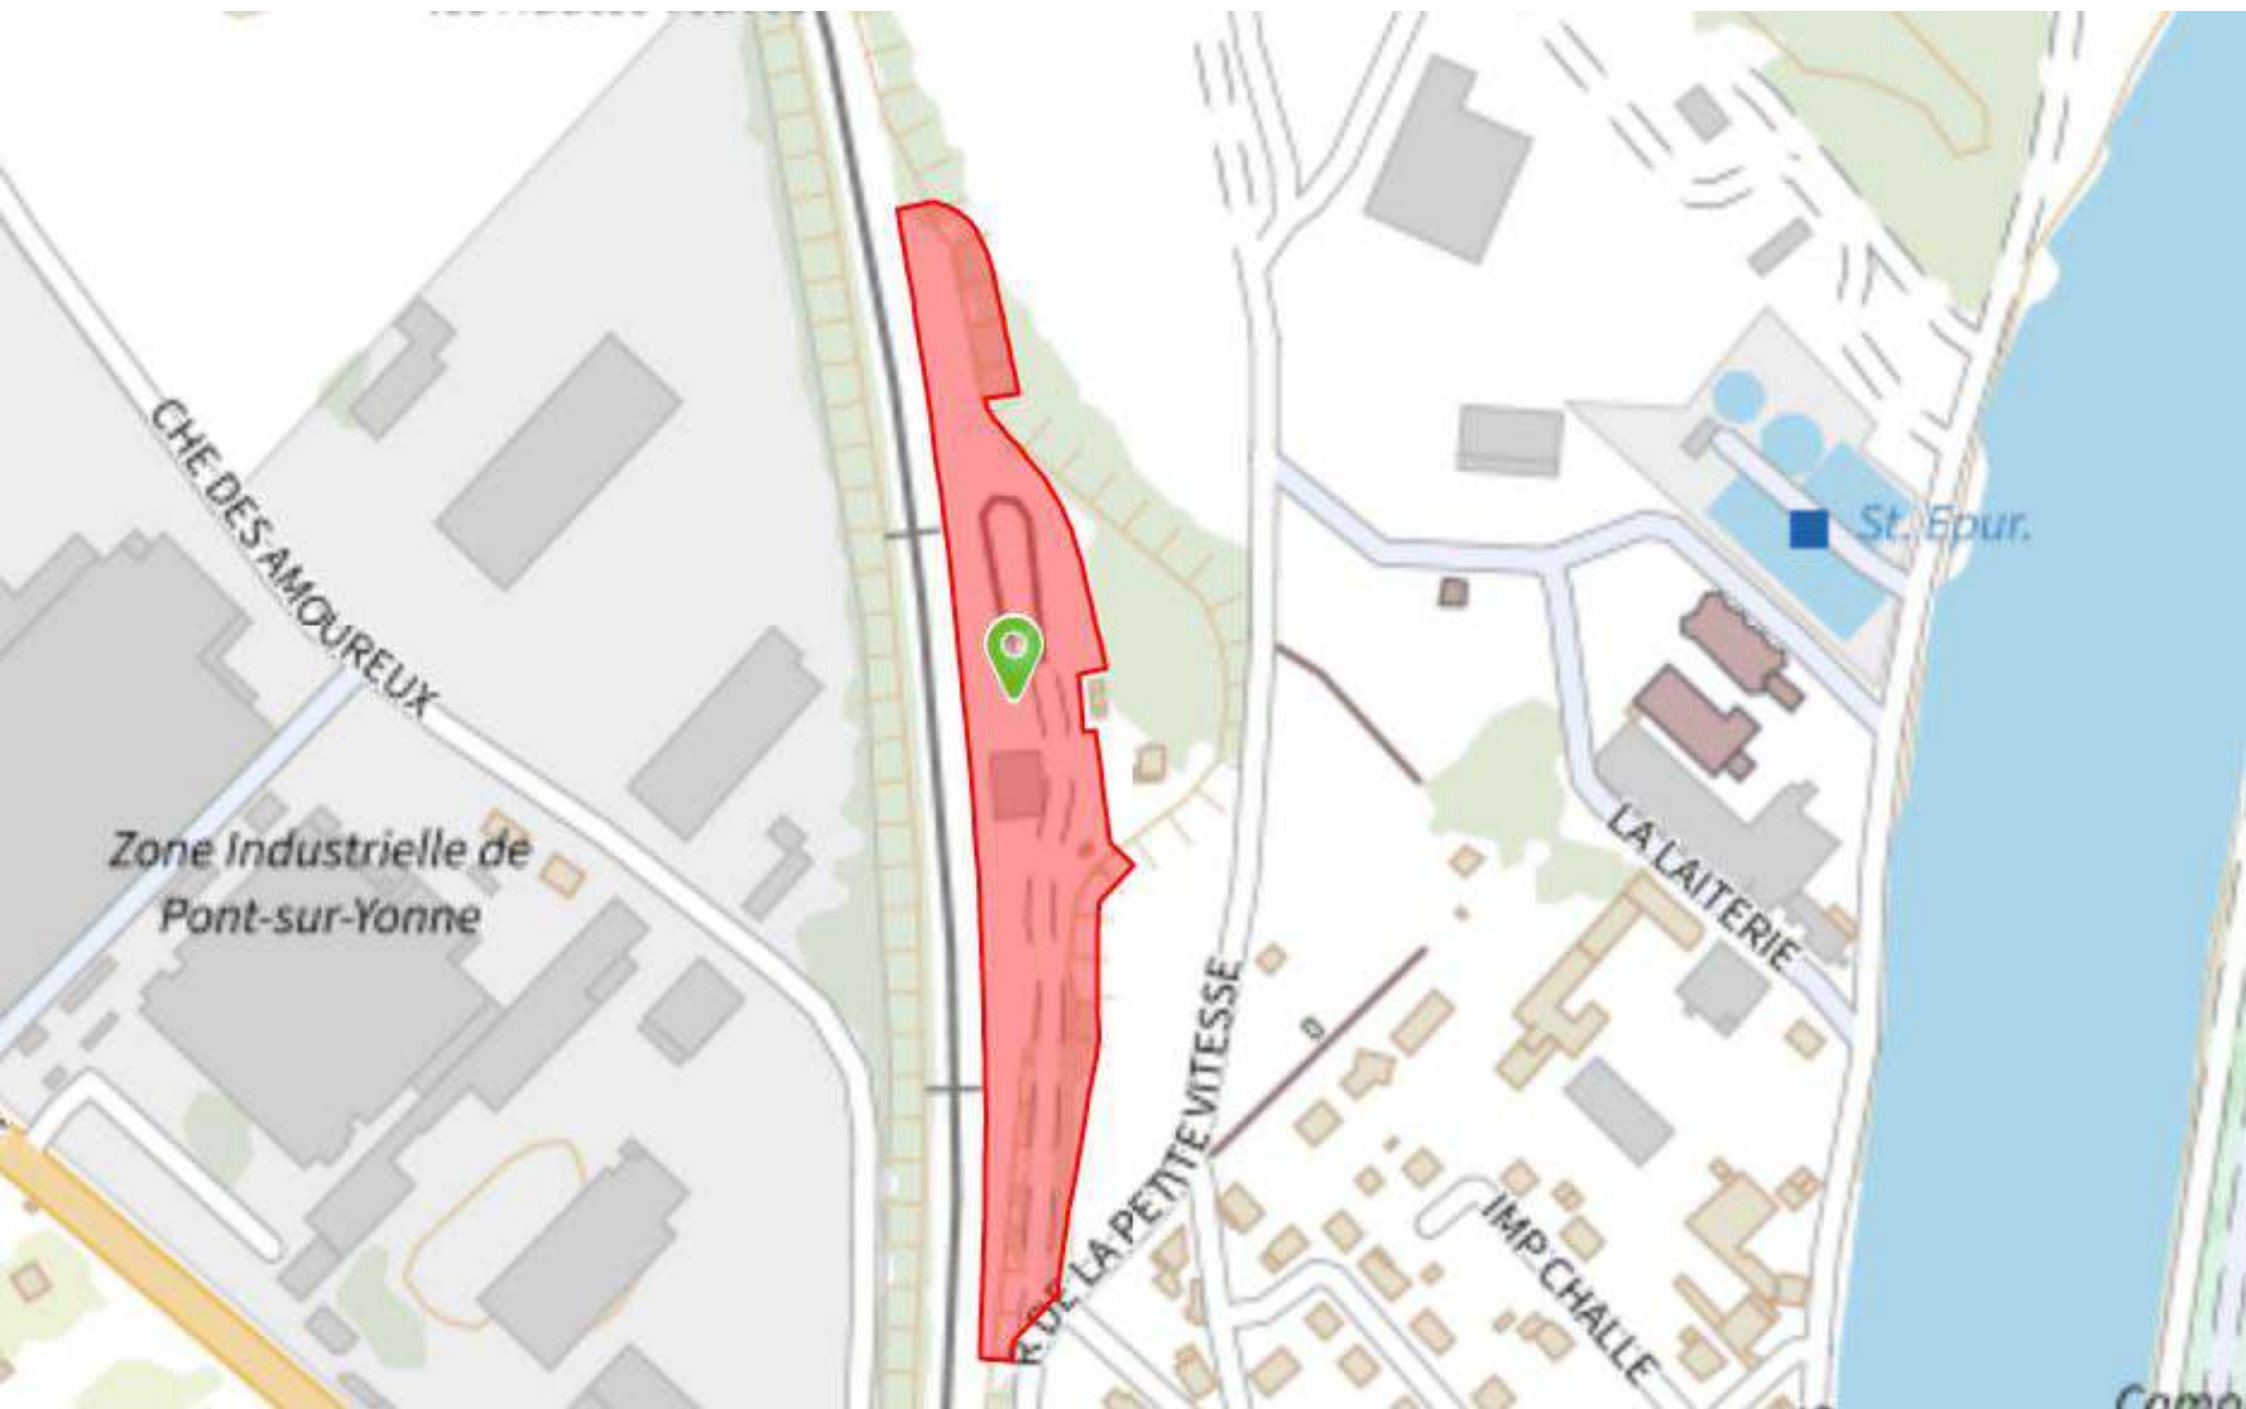 CHE DES AMOUREUX
St. Epur.
Zone Industrielle de
Pont-sur-Yonne
LA LAITERIE
R DE LA PETITE VITESSE
IMP CHALLE